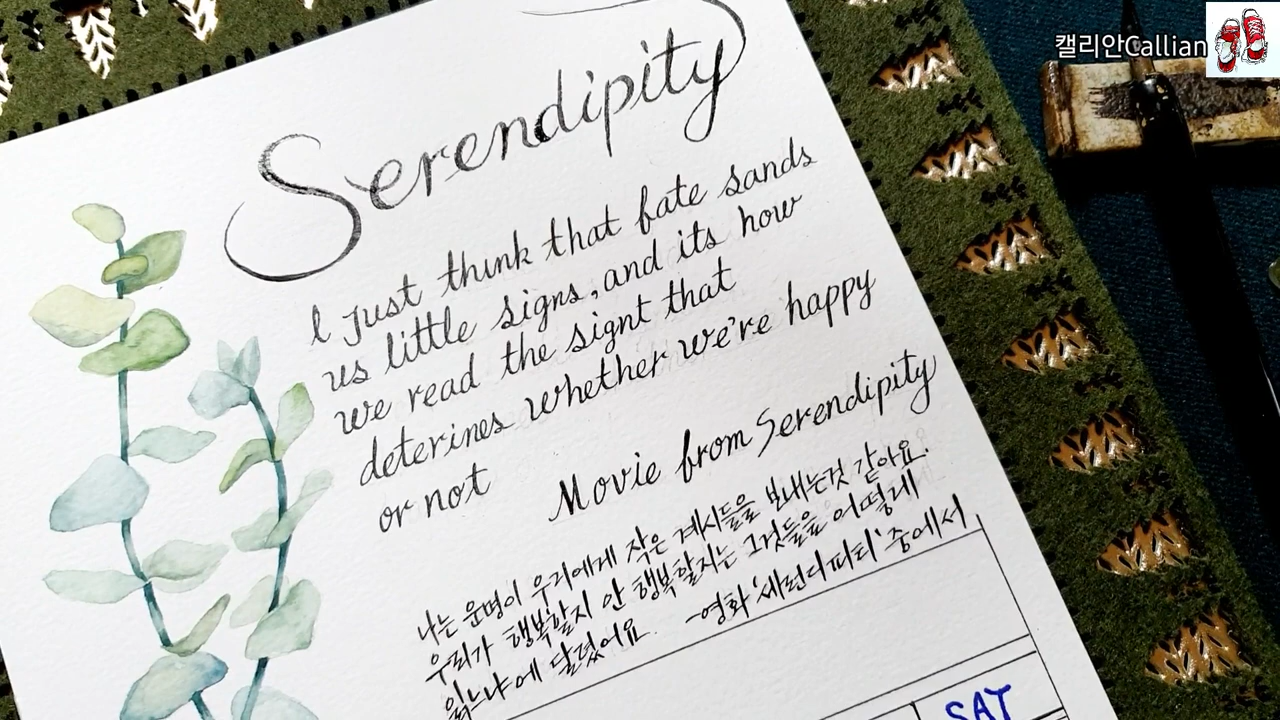 캘리안Callian
Serendipity
I just think that fate sands
us little signs, and its how
we read the signt that
deterines whether we're happy
or not
Movie from Serendipity
나는 운명이 우리에게 작은 계시들을 보내는것 같아요.
우리가 행복할지 안 행복할지는 그것들을 어떻게
읽느냐에 달렸어요. -영화 '세런디피티' 중에서
SAT